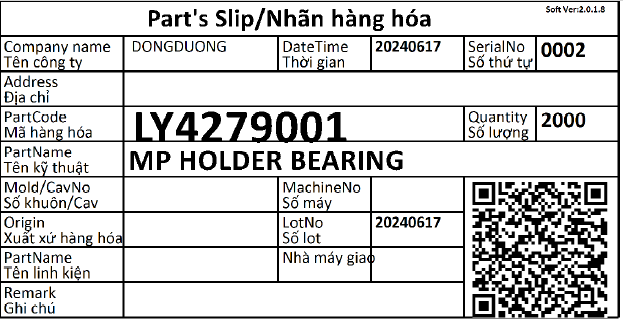 Part's Slip/Nhãn hàng hóa
Soft Ver:2.0.1.8
Company name DONGDUONG DateTime 20240617 SerialNo 0002
Tên công ty Thời gian Số thứ tự
Address
Địa chỉ
PartCode LY4279001 Quantity 2000
Mã hàng hóa Số lượng
PartName MP HOLDER BEARING
Tên kỹ thuật
Mold/CavNo MachineNo
Số khuôn/Cav Số máy
Origin LotNo 20240617
Xuất xứ hàng hóa Số lot
PartName Nhà máy giao
Tên linh kiện
Remark
Ghi chú